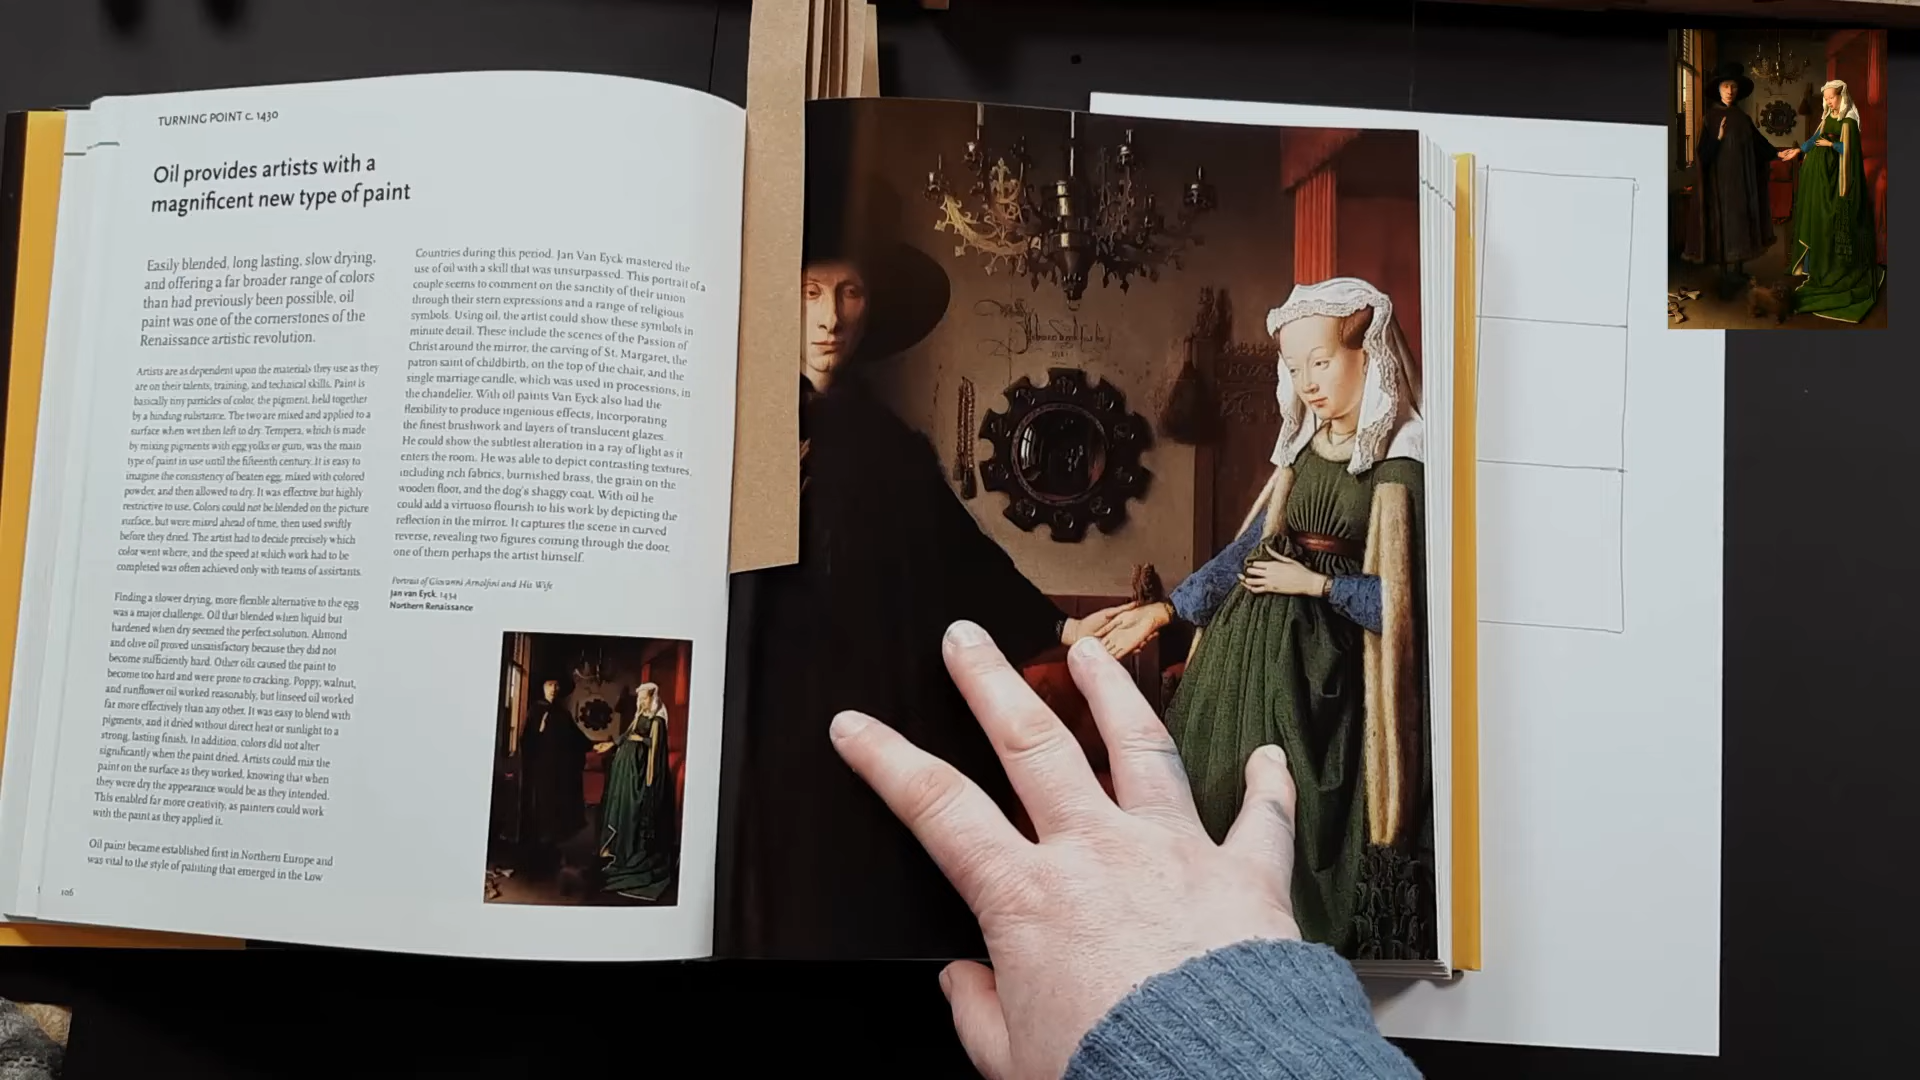 TURNING POINT c. 1430
Oil provides artists with a
magnificent new type of paint
Easily blended, long lasting, slow drying,
and offering a far broader range of colors
than had previously been possible, oil
paint was one of the cornerstones of the
Renaissance artistic revolution.
Artists are as dependent upon the materials they use as they
are on their talents, training, and technical skills. Paint is
basically tiny particles of color, the pigment, held together
by a binding substance. The two are mixed and applied to a
surface when wet then left to dry. Tempera, which is made
by mixing pigments with egg yolks or gum, was the main
type of paint in use until the fifteenth century. It is easy to
imagine the consistency of beaten egg, mixed with colored
powder, and then allowed to dry. It was effective but highly
restrictive to use. Colors could not be blended on the picture
surface, but were mixed ahead of time, then used swiftly
before they dried. The artist had to decide precisely which
color went where, and the speed at which work had to be
completed was often achieved only with teams of assistants.
Finding a slower drying, more flexible alternative to the egg
was a major challenge. Oil that blended when liquid but
hardened when dry seemed the perfect solution. Almond
and olive oil proved unsatisfactory because they did not
become sufficiently hard. Other oils caused the paint to
become too hard and were prone to cracking. Poppy, walnut,
and sunflower oil worked reasonably, but linseed oil worked
far more effectively than any other. It was easy to blend with
pigments, and it dried without direct heat or sunlight to a
strong, lasting finish. In addition, colors did not alter
significantly when the paint dried. Artists could mix the
paint on the surface as they worked, knowing that when
they were dry the appearance would be as they intended.
This enabled far more creativity, as painters could work
with the paint as they applied it.
Oil paint became established first in Northern Europe and
was vital to the style of painting that emerged in the Low
106
Countries during this period. Jan Van Eyck mastered the
use of oil with a skill that was unsurpassed. This portrait of a
couple seems to comment on the sanctity of their union
through their stern expressions and a range of religious
symbols. Using oil, the artist could show these symbols in
minute detail. These include the scenes of the Passion of
Christ around the mirror, the carving of St. Margaret, the
patron saint of childbirth, on the top of the chair, and the
single marriage candle, which was used in processions, in
the chandelier. With oil paints Van Eyck also had the
flexibility to produce ingenious effects, incorporating
the finest brushwork and layers of translucent glazes.
He could show the subtlest alteration in a ray of light as it
enters the room. He was able to depict contrasting textures,
including rich fabrics, burnished brass, the grain on the
wooden floor, and the dog's shaggy coat. With oil he
could add a virtuoso flourish to his work by depicting the
reflection in the mirror. It captures the scene in curved
reverse, revealing two figures coming through the door,
one of them perhaps the artist himself.
Portrait of Giovanni Arnolfini and His Wife
Jan van Eyck, 1434
Northern Renaissance